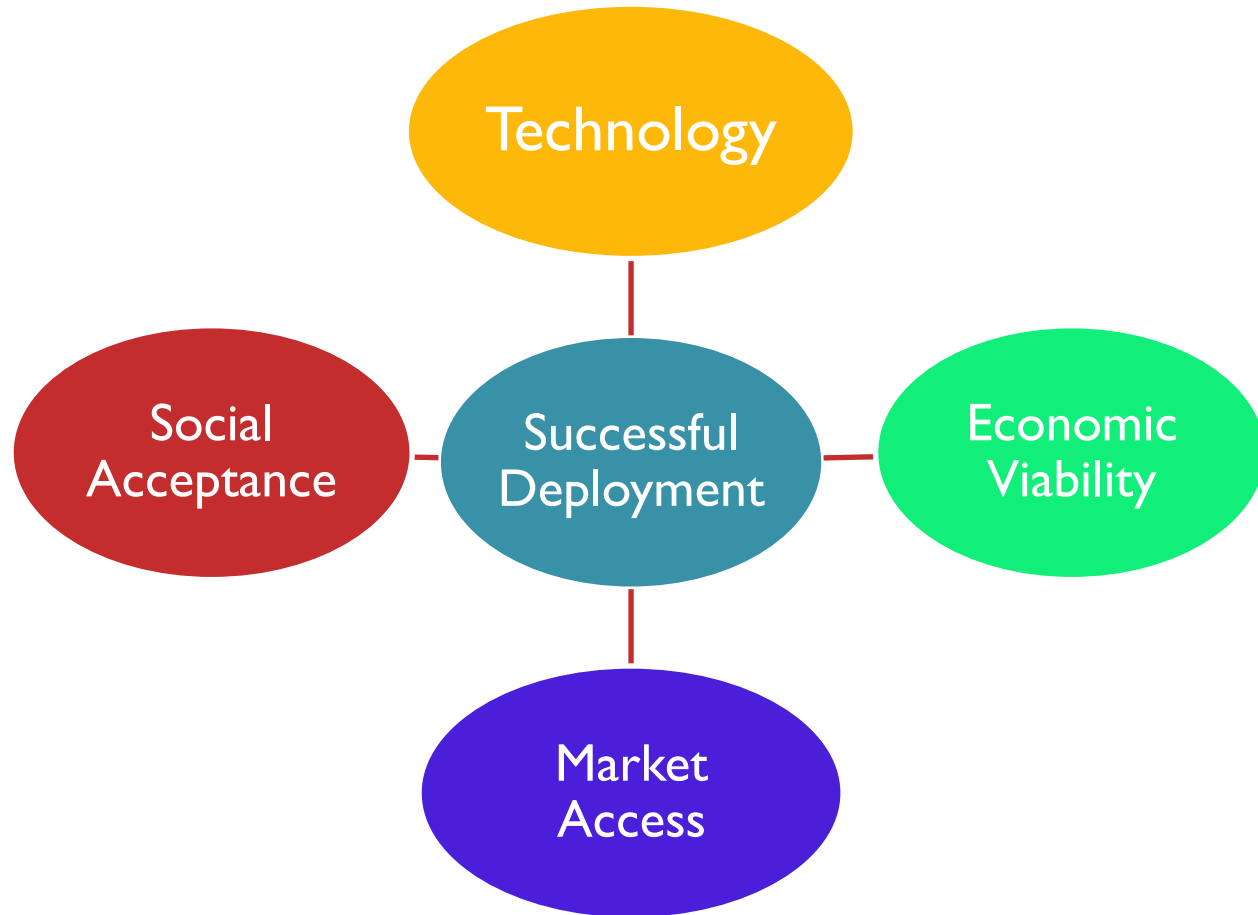 Technology
Social
Acceptance
Successful
Deployment
Economic
Viability
Market
Access